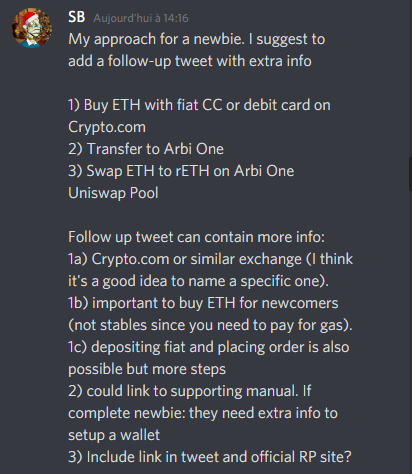 SB Aujourd'hui à 14:16
My approach for a newbie. I suggest to
add a follow-up tweet with extra info
1) Buy ETH with fiat CC or debit card on
Crypto.com
2) Transfer to Arbi One
3) Swap ETH to rETH on Arbi One
Uniswap Pool
Follow up tweet can contain more info:
1a) Crypto.com or similar exchange (I think
it's a good idea to name a specific one).
1b) important to buy ETH for newcomers
(not stables since you need to pay for gas).
1c) depositing fiat and placing order is also
possible but more steps
2) could link to supporting manual. If
complete newbie: they need extra info to
setup a wallet
3) Include link in tweet and official RP site?